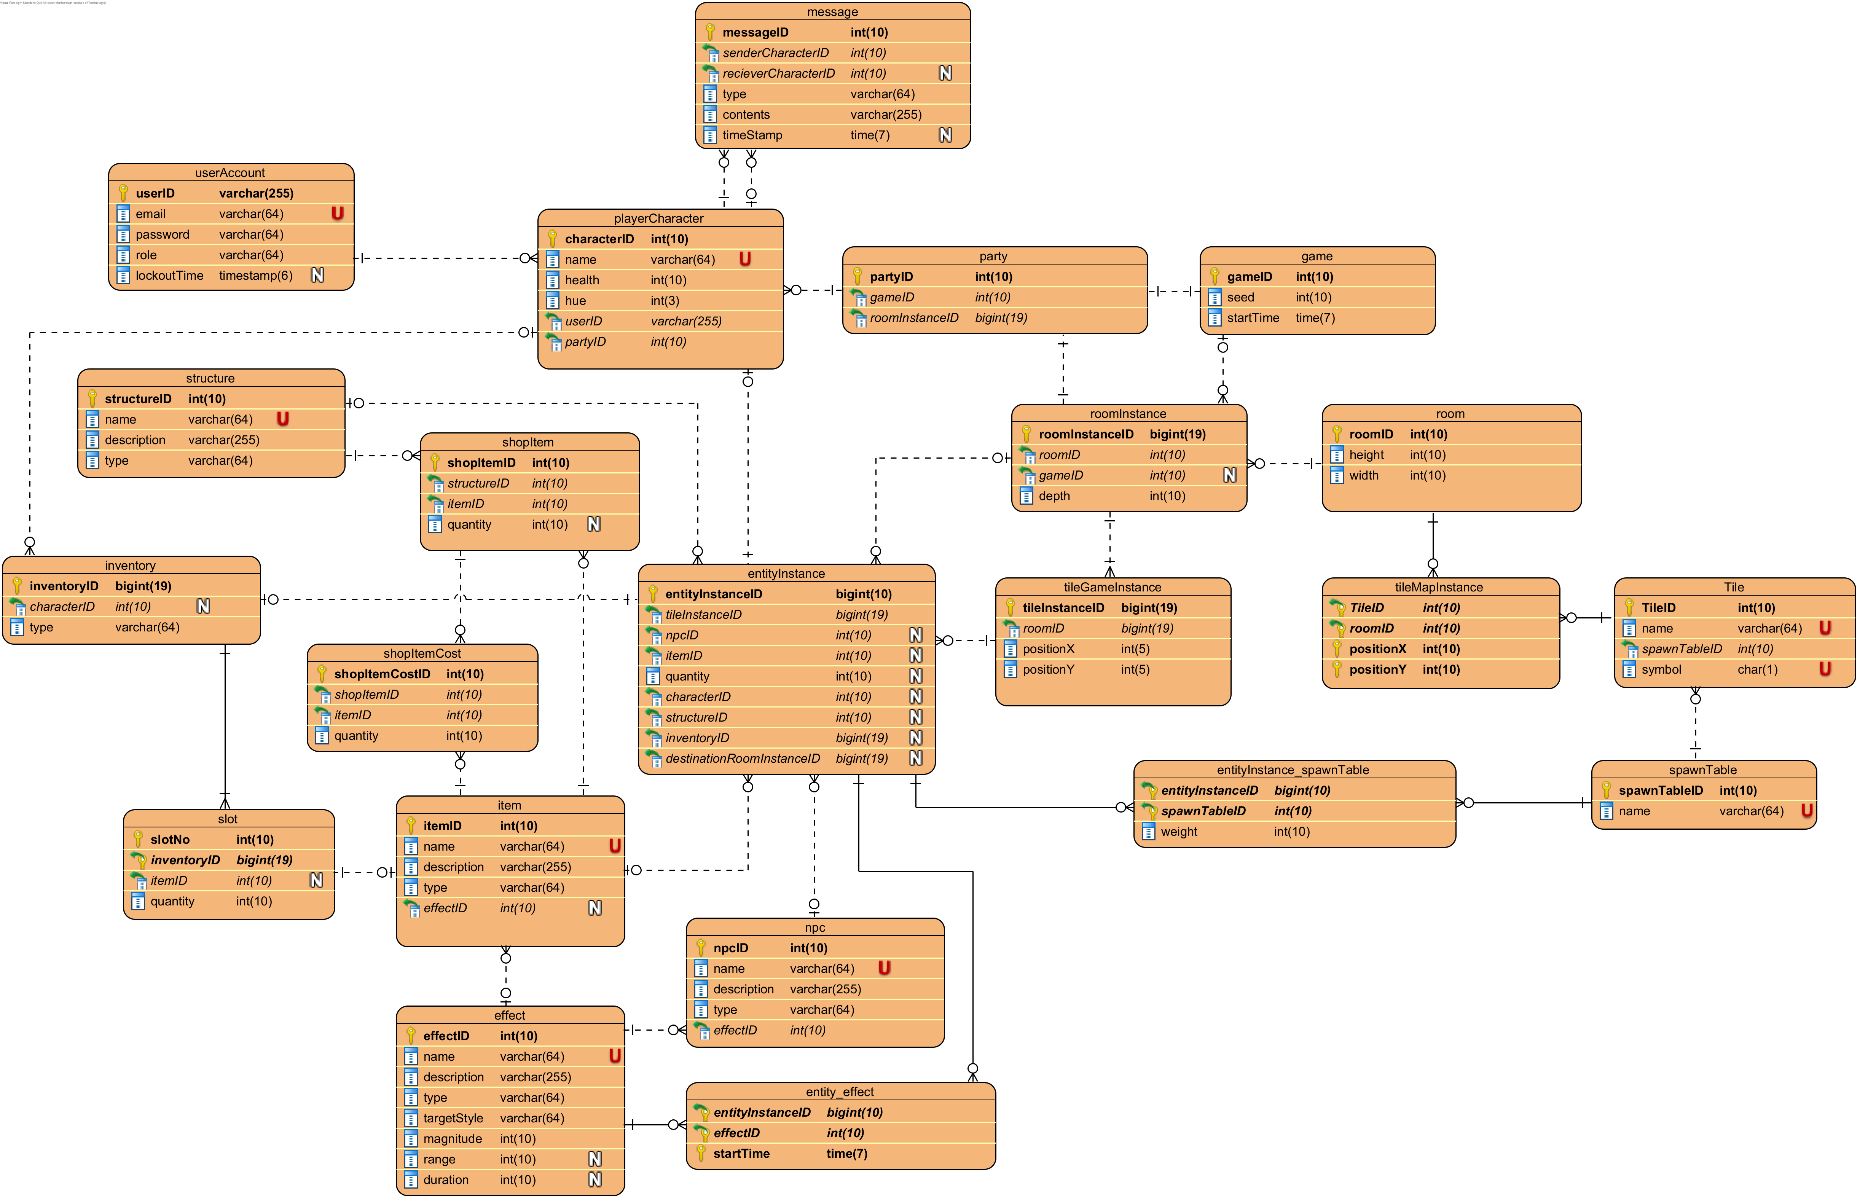 message
messageID int(10)
senderCharacterID int(10)
recieverCharacterID int(10) N
type varchar(64)
contents varchar(255)
timeStamp time(7) N
userAccount
userID varchar(255)
email varchar(64) U
password varchar(64)
role varchar(64)
lockoutTime timestamp(6) N
playerCharacter
characterID int(10)
name varchar(64) U
health int(10)
hue int(3)
userID varchar(255)
partyID int(10)
party
partyID int(10)
gameID int(10)
roomInstanceID bigint(19)
game
gameID int(10)
seed int(10)
startTime time(7)
structure
structureID int(10)
name varchar(64) U
description varchar(255)
type varchar(64)
shopItem
shopItemID int(10)
structureID int(10)
itemID int(10)
quantity int(10) N
roomInstance
roomInstanceID bigint(19)
roomID int(10)
gameID int(10) N
depth int(10)
room
roomID int(10)
height int(10)
width int(10)
inventory
inventoryID bigint(19)
characterID int(10) N
type varchar(64)
entityInstance
entityInstanceID bigint(10)
tileInstanceID bigint(19)
npcID int(10) N
itemID int(10) N
quantity int(10) N
characterID int(10) N
structureID int(10) N
inventoryID bigint(19) N
destinationRoomInstanceID bigint(19) N
tileGameInstance
tileInstanceID bigint(19)
roomID bigint(19)
positionX int(5)
positionY int(5)
tileMapInstance
TileID int(10)
roomID int(10)
positionX int(10)
positionY int(10)
Tile
TileID int(10)
name varchar(64) U
spawnTableID int(10)
symbol char(1) U
shopItemCost
shopItemCostID int(10)
shopItemID int(10)
itemID int(10)
quantity int(10)
entityInstance_spawnTable
entityInstanceID bigint(10)
spawnTableID int(10)
weight int(10)
spawnTable
spawnTableID int(10)
name varchar(64) U
slot
slotNo int(10)
inventoryID bigint(19)
itemID int(10) N
quantity int(10)
item
itemID int(10)
name varchar(64) U
description varchar(255)
type varchar(64)
effectID int(10) N
npc
npcID int(10)
name varchar(64) U
description varchar(255)
type varchar(64)
effectID int(10)
effect
effectID int(10)
name varchar(64) U
description varchar(255)
type varchar(64)
targetStyle varchar(64)
magnitude int(10)
range int(10) N
duration int(10) N
entity_effect
entityInstanceID bigint(10)
effectID int(10)
startTime time(7)